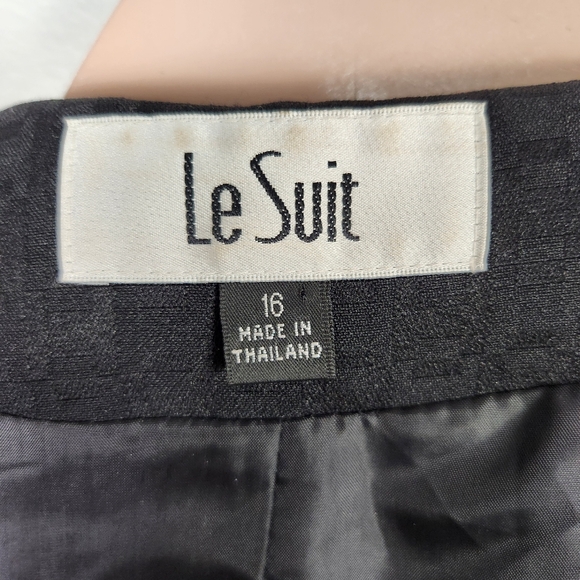 Le Suit
16
MADE IN
THAILAND